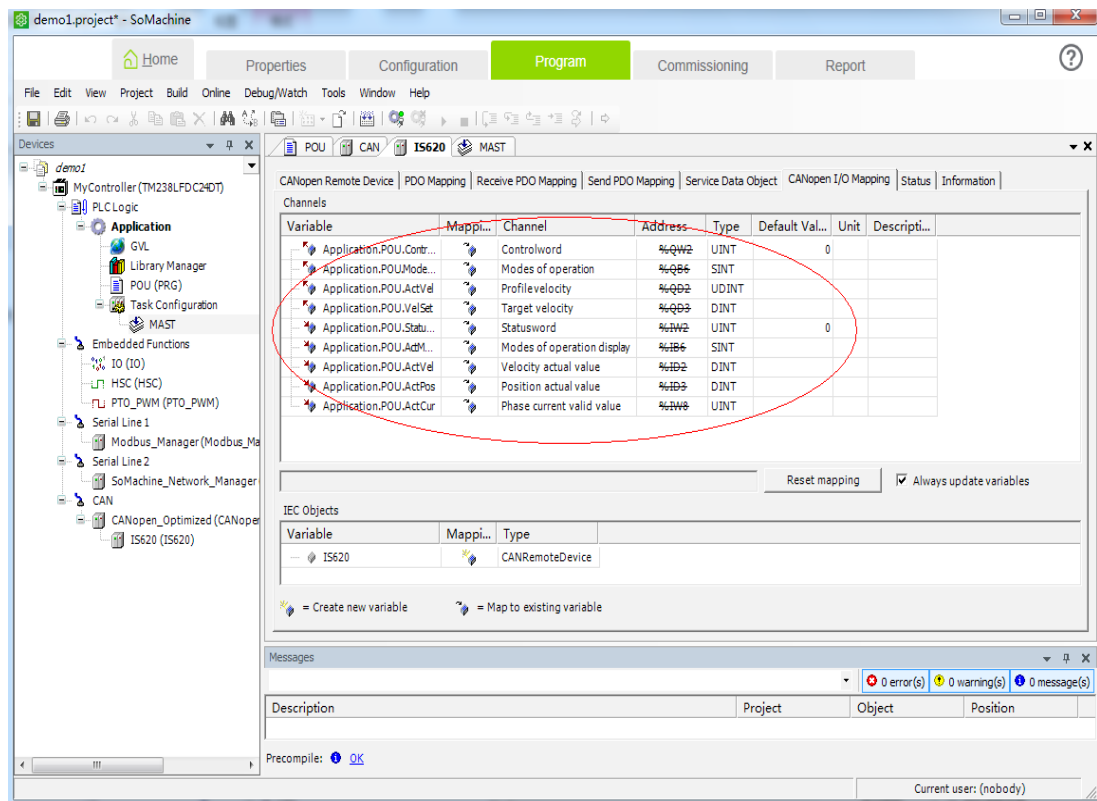 demo1.project* - SoMachine
Home Properties Configuration Program Commissioning Report
File Edit View Project Build Online Debug/Watch Tools Window Help
Devices
POU CAN IS620 MAST
demo1
MyController (TM238LFDC24DT)
PLC Logic
Application
GVL
Library Manager
POU (PRG)
Task Configuration
MAST
Embedded Functions
IO (IO)
HSC (HSC)
PTO_PWM (PTO_PWM)
Serial Line 1
Modbus_Manager (Modbus_Ma
Serial Line 2
SoMachine_Network_Manager
CAN
CANopen_Optimized (CANoper
IS620 (IS620)
CANopen Remote Device PDO Mapping Receive PDO Mapping Send PDO Mapping Service Data Object CANopen I/O Mapping Status Information
Channels
Variable Mappi... Channel Address Type Default Val... Unit Descripti...
Application.POU.Contr... Controlword %QW2 UINT 0
Application.POU.Mode... Modes of operation %QB6 SINT
Application.POU.ActVel Profilevelocity %QD2 UDINT
Application.POU.VelSet Target velocity %QD3 DINT
Application.POU.Statu... Statusword %IW2 UINT 0
Application.POU.ActM... Modes of operation display %IB6 SINT
Application.POU.ActVel Velocity actual value %ID2 DINT
Application.POU.ActPos Position actual value %ID3 DINT
Application.POU.ActCur Phase current valid value %IW8 UINT
Reset mapping Always update variables
IEC Objects
Variable Mappi... Type
IS620 CANRemoteDevice
= Create new variable = Map to existing variable
Messages
0 error(s) 0 warning(s) 0 message(s)
Description Project Object Position
Precompile: OK
Current user: (nobody)